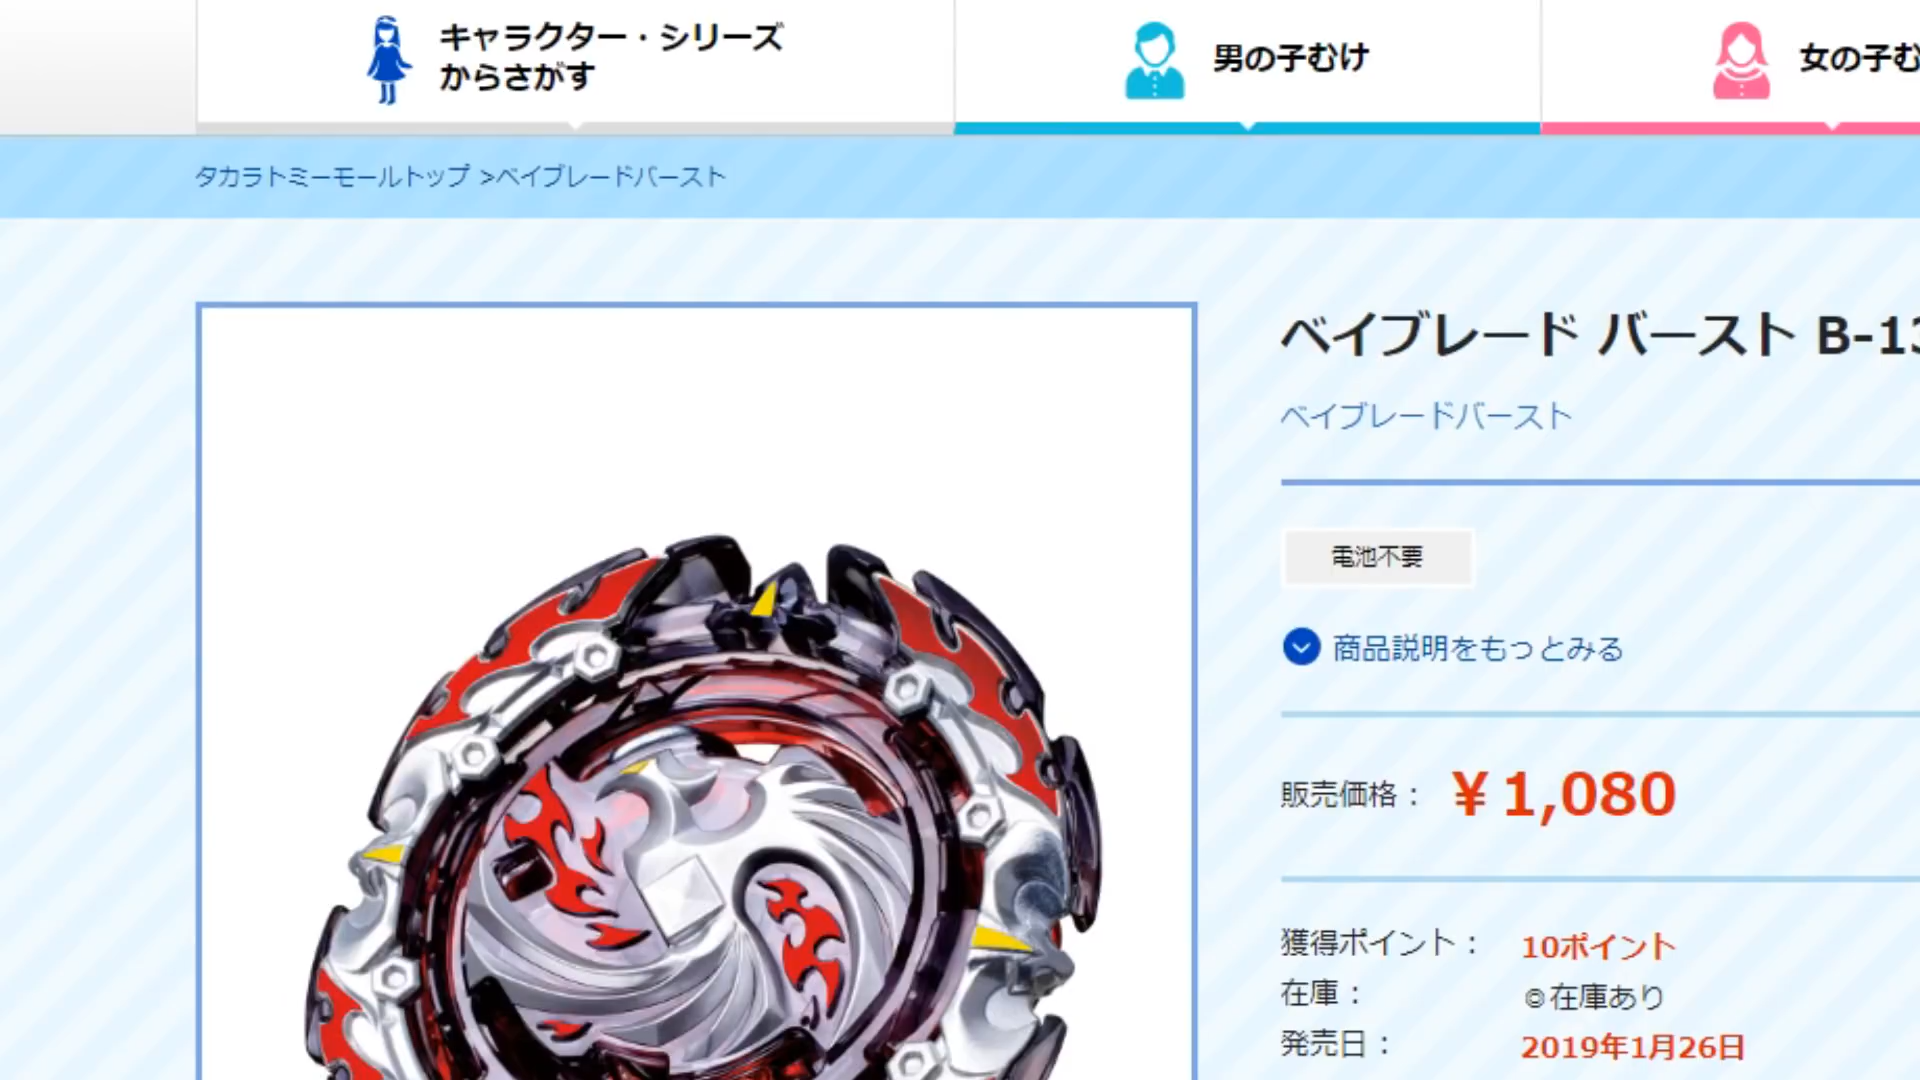 キャラクター・シリーズ
からさがす
男の子むけ
女の子む
タカラトミーモールトップ >ベイブレードバースト
ベイブレード バースト B-13
ベイブレードバースト
電池不要
商品説明をもっとみる
販売価格： ￥1,080
獲得ポイント： 10ポイント
在庫： ◎在庫あり
発売日： 2019年1月26日